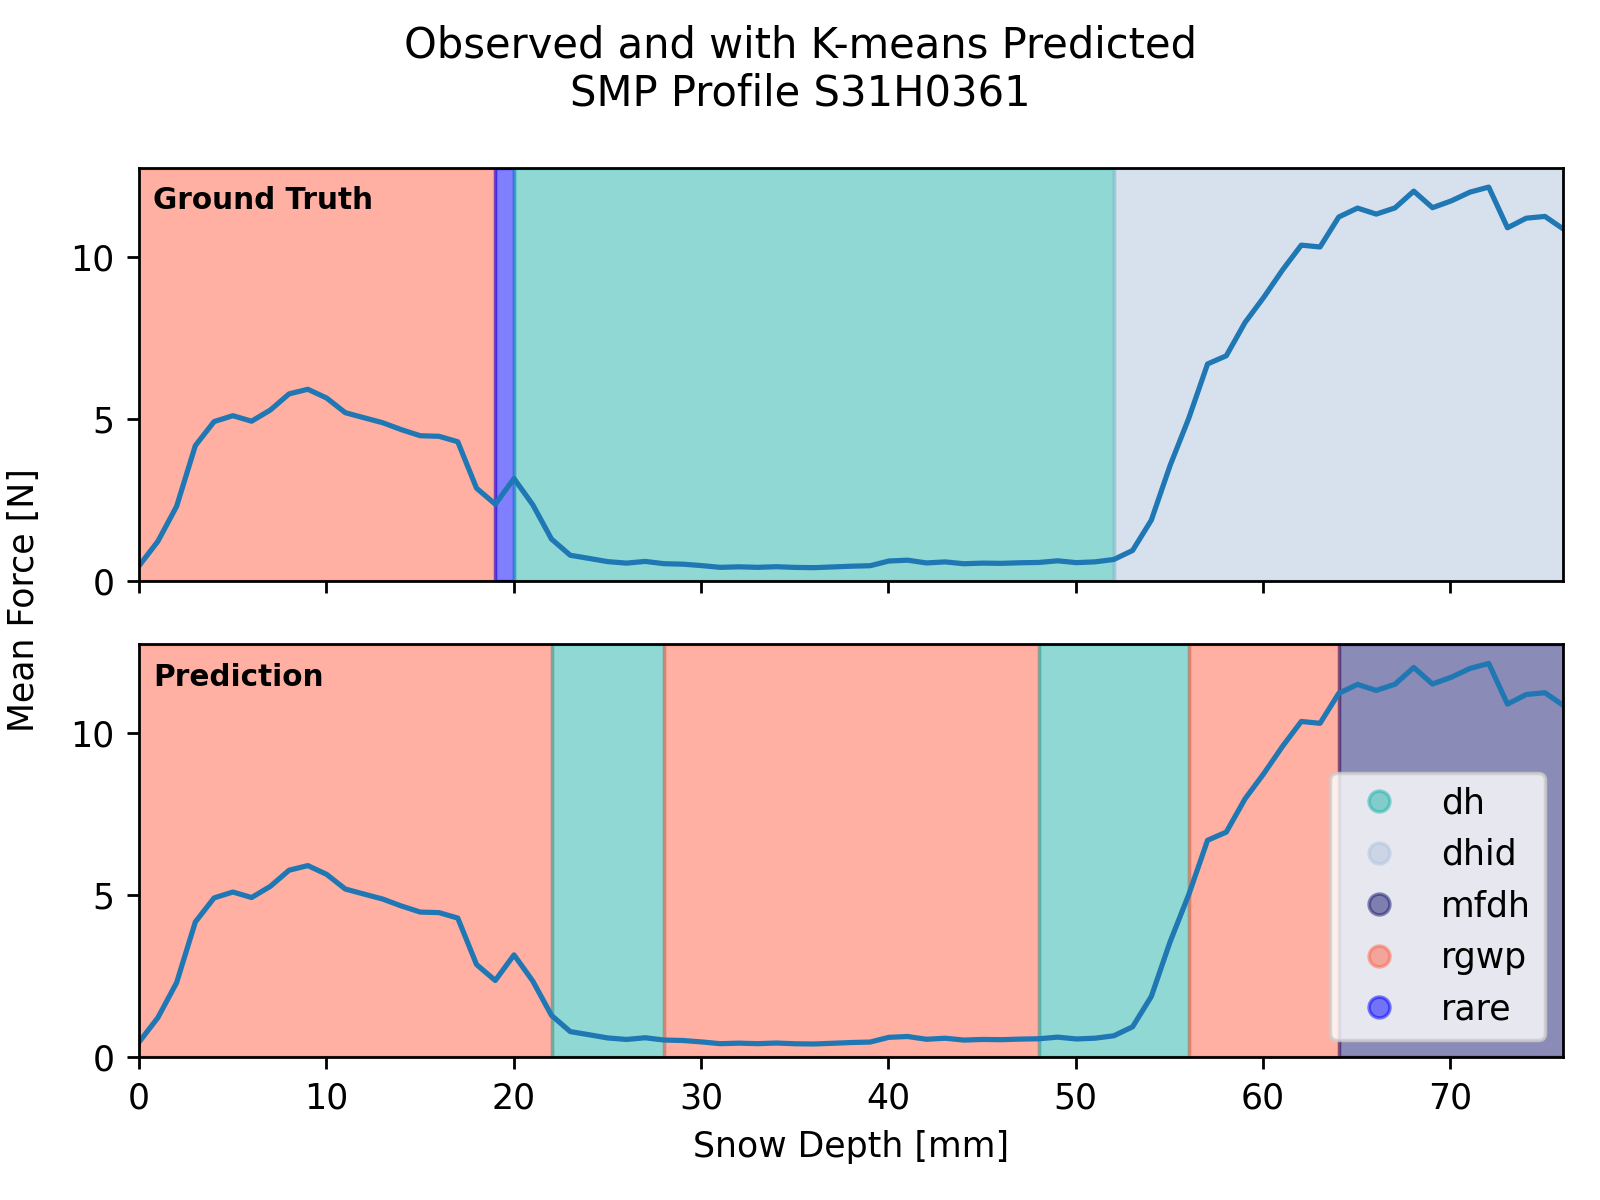 Observed and with K-means Predicted
SMP Profile S31H0361
Ground Truth
10
5
0
Mean Force [N]
Prediction
10
5
0
dh
dhid
mfdh
rgwp
rare
0 10 20 30 40 50 60 70
Snow Depth [mm]